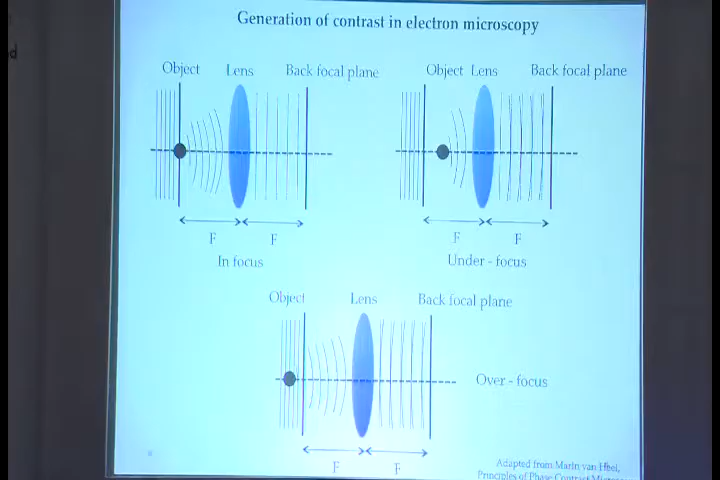 Generation of contrast in electron microscopy
Object Lens Back focal plane
Object Lens Back focal plane
F F
F F
In focus
Under - focus
Object Lens Back focal plane
Over - focus
F F
Adapted from Marin van Heel,
Principles of Phase Contrast
d